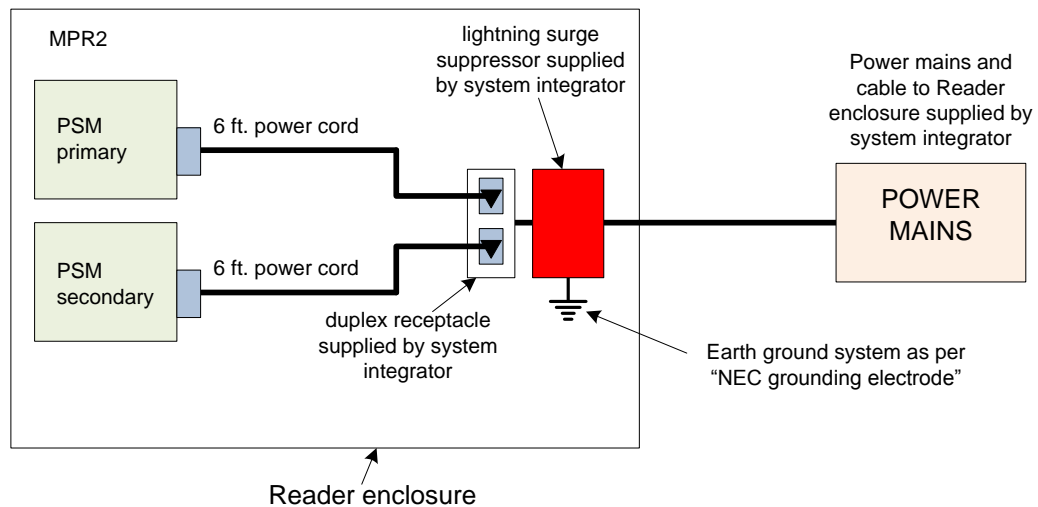 MPR2
lightning surge
suppressor supplied
by system integrator
Power mains and
cable to Reader
enclosure supplied by
system integrator
PSM
primary
6 ft. power cord
POWER
MAINS
PSM
secondary
6 ft. power cord
duplex receptacle
supplied by system
integrator
Earth ground system as per
“NEC grounding electrode”
Reader enclosure